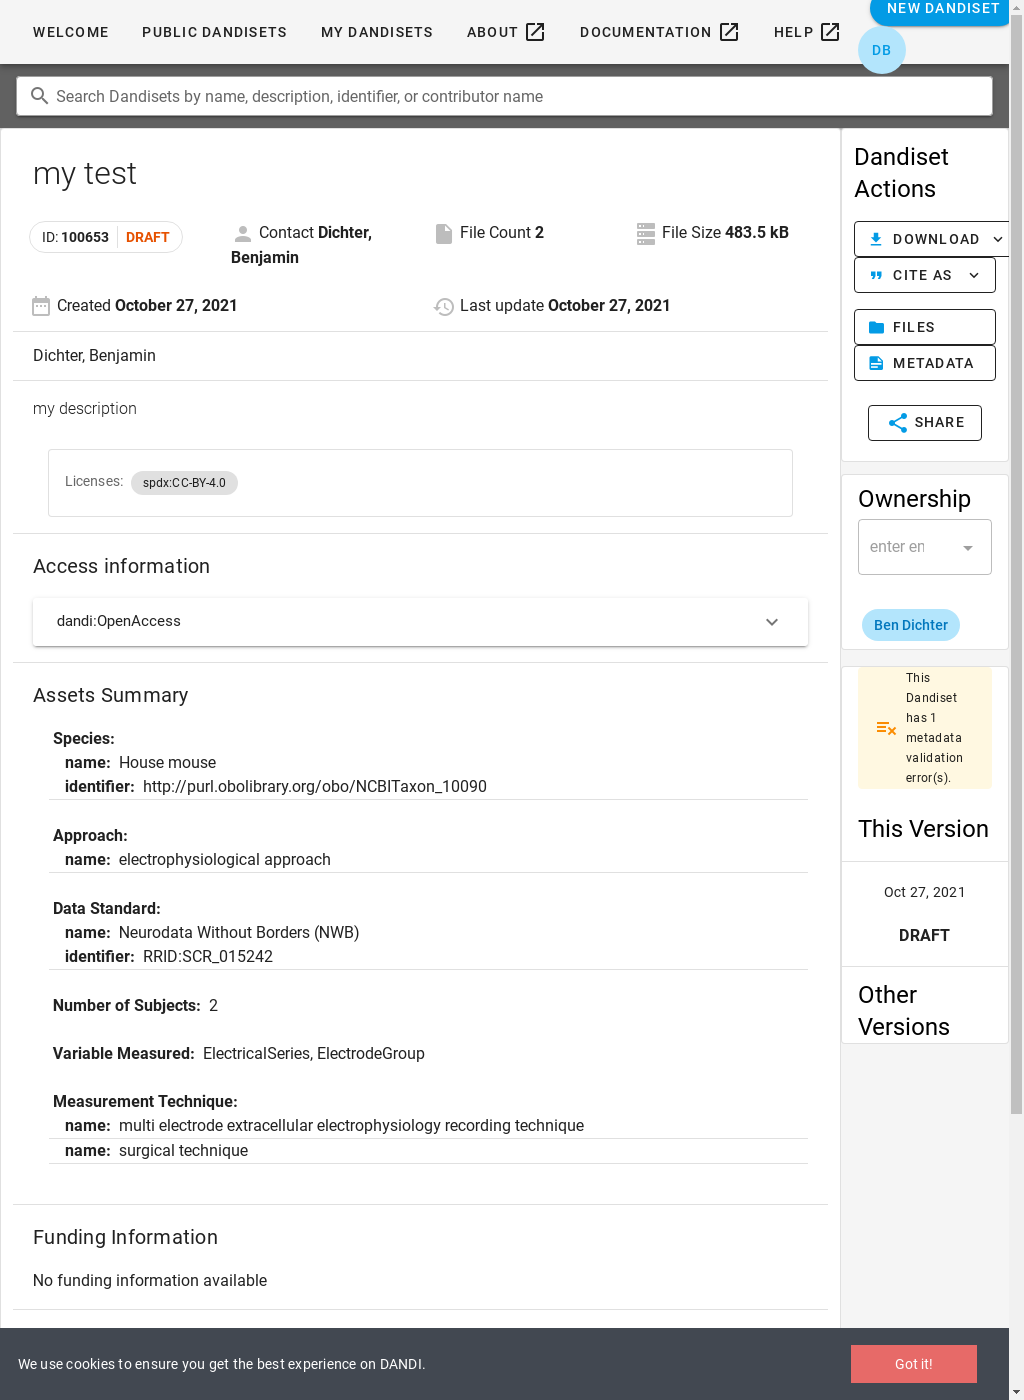 WELCOME PUBLIC DANDISETS MY DANDISETS ABOUT DOCUMENTATION HELP NEW DANDISET
DB
Search Dandisets by name, description, identifier, or contributor name
my test
ID: 100653 DRAFT
Contact Dichter, Benjamin
File Count 2
File Size 483.5 kB
Created October 27, 2021
Last update October 27, 2021
Dichter, Benjamin
my description
Licenses: spdx:CC-BY-4.0
Access information
dandi:OpenAccess
Assets Summary
Species:
name: House mouse
identifier: http://purl.obolibrary.org/obo/NCBITaxon_10090
Approach:
name: electrophysiological approach
Data Standard:
name: Neurodata Without Borders (NWB)
identifier: RRID:SCR_015242
Number of Subjects: 2
Variable Measured: ElectricalSeries, ElectrodeGroup
Measurement Technique:
name: multi electrode extracellular electrophysiology recording technique
name: surgical technique
Funding Information
No funding information available
Dandiset
Actions
DOWNLOAD
CITE AS
FILES
METADATA
SHARE
Ownership
enter en
Ben Dichter
This
Dandiset
has 1
metadata
validation
error(s).
This Version
Oct 27, 2021
DRAFT
Other
Versions
We use cookies to ensure you get the best experience on DANDI.
Got it!